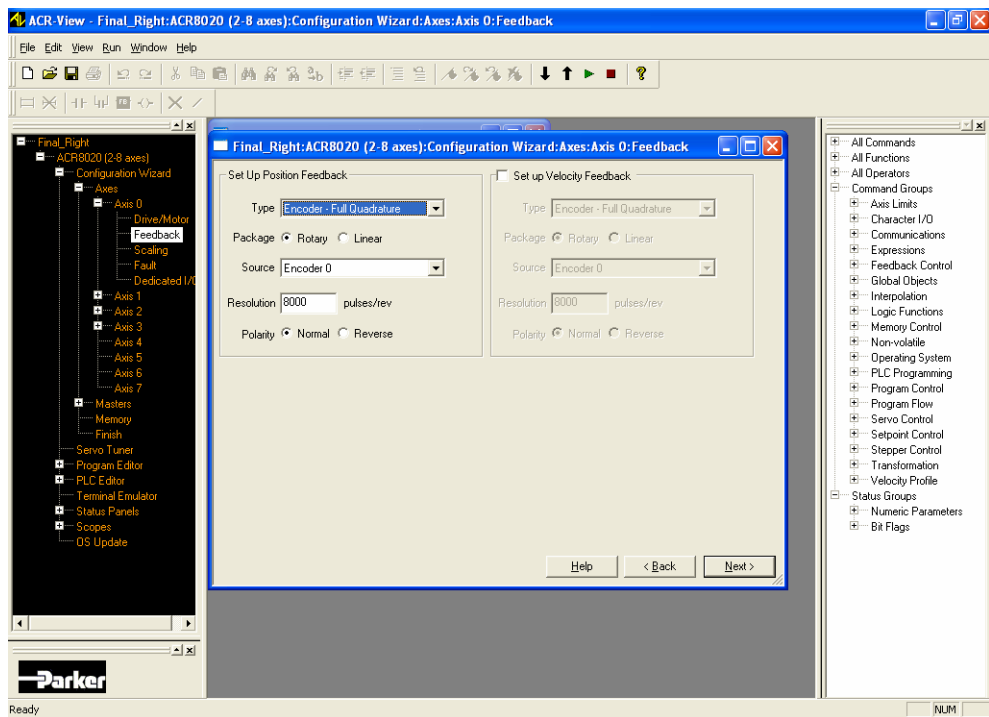 ACR-View - Final_Right:ACR8020 (2-8 axes):Configuration Wizard:Axes:Axis 0:Feedback
File Edit View Run Window Help
Final_Right
ACR8020 (2-8 axes)
Configuration Wizard
Axes
Axis 0
Drive/Motor
Feedback
Scaling
Fault
Dedicated I/O
Axis 1
Axis 2
Axis 3
Axis 4
Axis 5
Axis 6
Axis 7
Masters
Memory
Finish
Servo Tuner
Program Editor
PLC Editor
Terminal Emulator
Status Panels
Scopes
OS Update
Parker
Final_Right:ACR8020 (2-8 axes):Configuration Wizard:Axes:Axis 0:Feedback
Set Up Position Feedback
Type Encoder - Full Quadrature
Package Rotary Linear
Source Encoder 0
Resolution 8000 pulses/rev
Polarity Normal Reverse
Set up Velocity Feedback
Type Encoder - Full Quadrature
Package Rotary Linear
Source Encoder 0
Resolution 8000 pulses/rev
Polarity Normal Reverse
Help < Back Next >
All Commands
All Functions
All Operators
Command Groups
Axis Limits
Character I/O
Communications
Expressions
Feedback Control
Global Objects
Interpolation
Logic Functions
Memory Control
Non-volatile
Operating System
PLC Programming
Program Control
Program Flow
Servo Control
Setpoint Control
Stepper Control
Transformation
Velocity Profile
Status Groups
Numeric Parameters
Bit Flags
Ready
NUM